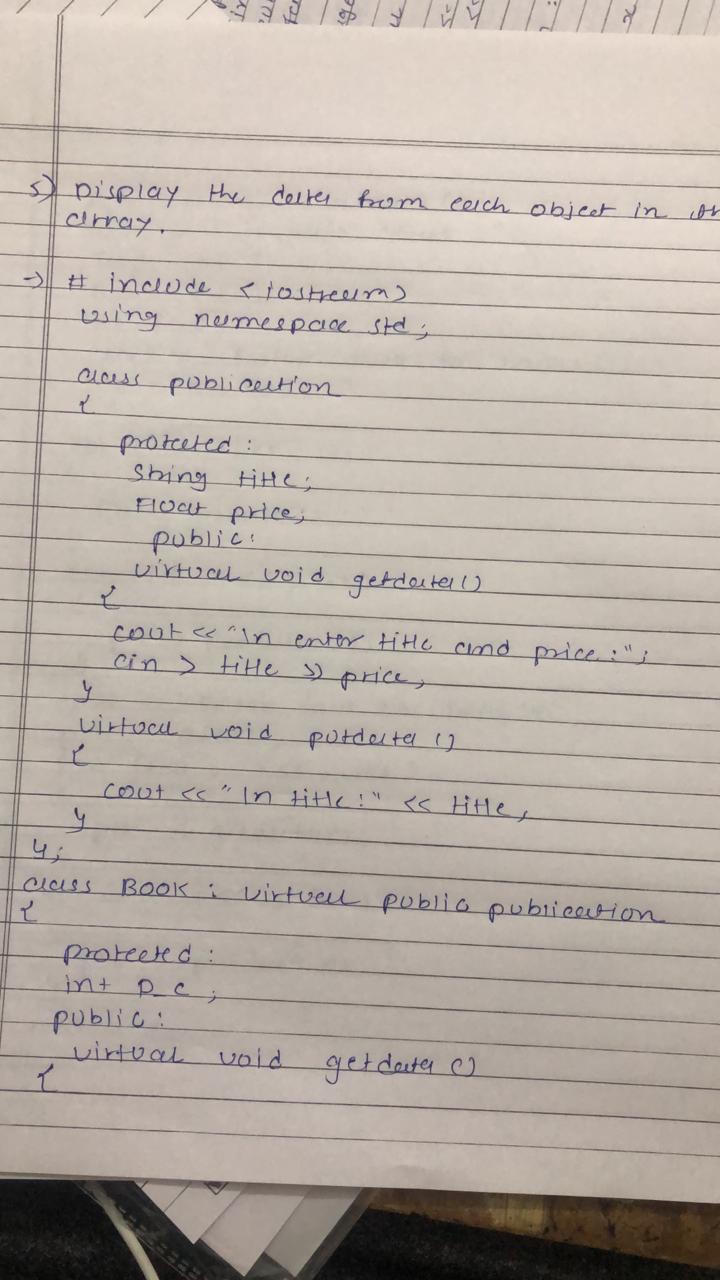 5) Display the data from each object in
array.
→ # include <iostream>
using namespace std;
class publication
{
protected :
String title;
Float price;
public:
virtual void getdata()
{
cout << "\n enter title and price :";
cin > title >> price;
}
virtual void putdata ()
{
cout << "\n title:" << title;
}
};
class BOOK : virtual public publication
{
protected :
int p_c ;
public :
virtual void getdata ()
{